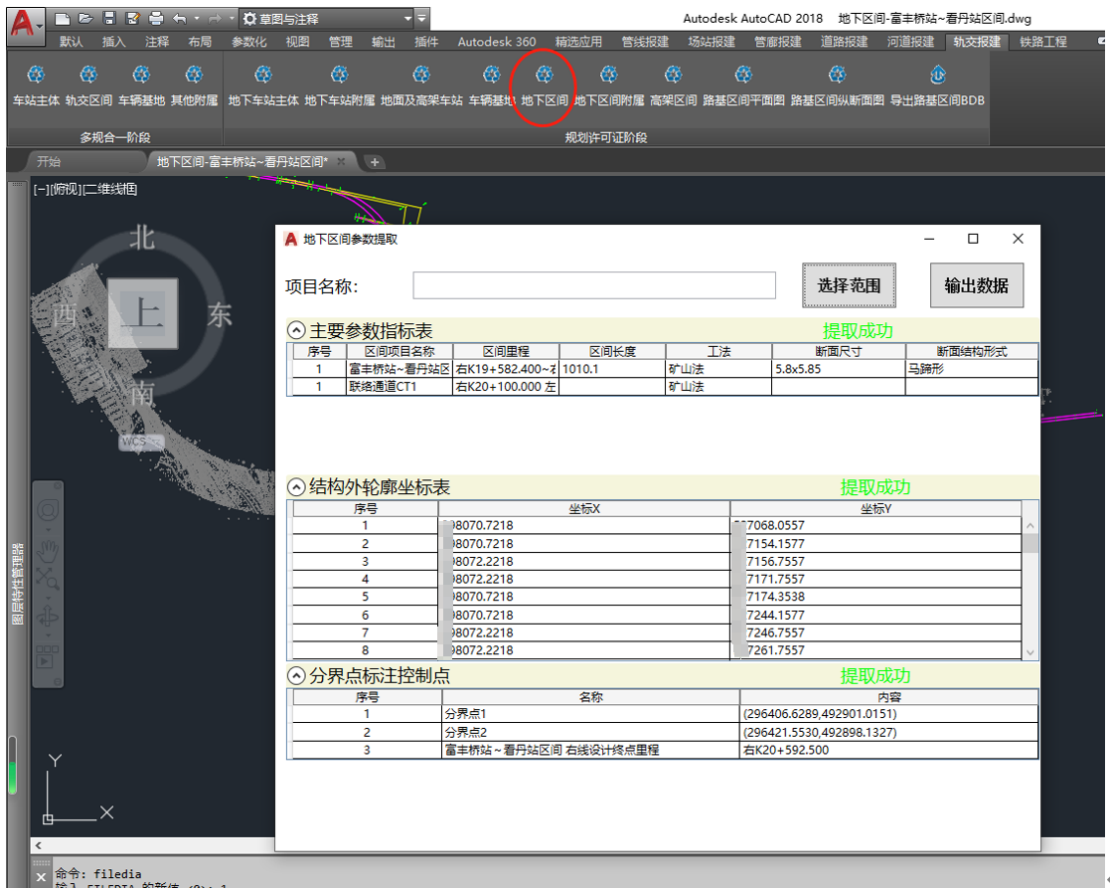 草图与注释 Autodesk AutoCAD 2018 地下区间-富丰桥站~看丹站区间.dwg
默认 插入 注释 布局 参数化 视图 管理 输出 插件 Autodesk 360 精选应用 管线报建 场站报建 管廊报建 道路报建 河道报建 轨交报建 铁路工程
车站主体 轨交区间 车辆基地 其他附属 地下车站主体 地下车站附属 地面及高架车站 车辆基地 地下区间 地下区间附属 高架区间 路基区间平面图 路基区间纵断面图 导出路基区间BDB
多规合一阶段 规划许可证阶段
开始 地下区间-富丰桥站~看丹站区间*
[-][俯视][二维线框]
北
西 上 东
南
WCS
图层特性管理器
Y
X
地下区间参数提取
项目名称: 选择范围 输出数据
主要参数指标表 提取成功
序号 区间项目名称 区间里程 区间长度 工法 断面尺寸 断面结构形式
1 富丰桥站~看丹站区 右K19+582.400~右 1010.1 矿山法 5.8x5.85 马蹄形
1 联络通道CT1 右K20+100.000 左 矿山法
结构外轮廓坐标表 提取成功
序号 坐标X 坐标Y
1 98070.7218 7068.0557
2 98070.7218 7154.1577
3 98072.2218 7156.7557
4 98072.2218 7171.7557
5 98070.7218 7174.3538
6 98070.7218 7244.1577
7 98072.2218 7246.7557
8 98072.2218 7261.7557
分界点标注控制点 提取成功
序号 名称 内容
1 分界点1 (296406.6289,492901.0151)
2 分界点2 (296421.5530,492898.1327)
3 富丰桥站~看丹站区间 右线设计终点里程 右K20+592.500
命令: filedia
输入 FILEDIA 的新值 <0>: 1